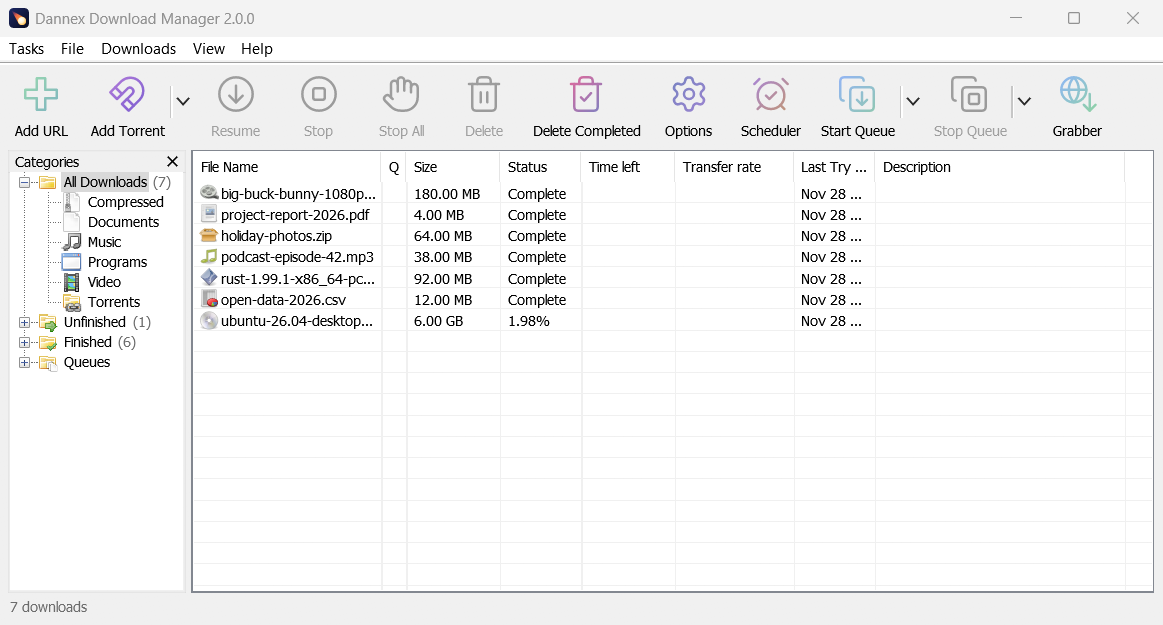 Dannex Download Manager 2.0.0
Tasks File Downloads View Help
Add URL Add Torrent Resume Stop Stop All Delete Delete Completed Options Scheduler Start Queue Stop Queue Grabber
Categories
All Downloads (7)
Compressed
Documents
Music
Programs
Video
Torrents
Unfinished (1)
Finished (6)
Queues
File Name Q Size Status Time left Transfer rate Last Try ... Description
big-buck-bunny-1080p... 180.00 MB Complete Nov 28 ...
project-report-2026.pdf 4.00 MB Complete Nov 28 ...
holiday-photos.zip 64.00 MB Complete Nov 28 ...
podcast-episode-42.mp3 38.00 MB Complete Nov 28 ...
rust-1.99.1-x86_64-pc... 92.00 MB Complete Nov 28 ...
open-data-2026.csv 12.00 MB Complete Nov 28 ...
ubuntu-26.04-desktop... 6.00 GB 1.98% Nov 28 ...
7 downloads